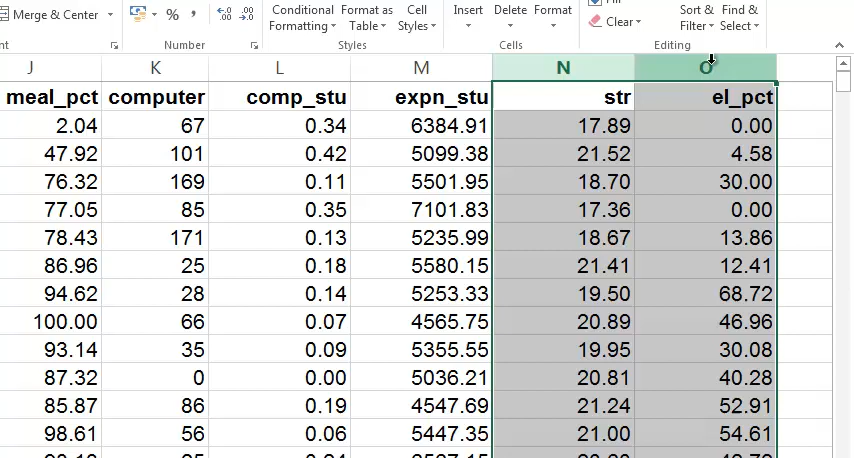 Merge & Center
%
,
Conditional Formatting
Format as Table
Cell Styles
Insert
Delete
Format
Clear
Sort & Filter
Find & Select
Number
Styles
Cells
Editing
J K L M N O
meal_pct computer comp_stu expn_stu str el_pct
2.04 67 0.34 6384.91 17.89 0.00
47.92 101 0.42 5099.38 21.52 4.58
76.32 169 0.11 5501.95 18.70 30.00
77.05 85 0.35 7101.83 17.36 0.00
78.43 171 0.13 5235.99 18.67 13.86
86.96 25 0.18 5580.15 21.41 12.41
94.62 28 0.14 5253.33 19.50 68.72
100.00 66 0.07 4565.75 20.89 46.96
93.14 35 0.09 5355.55 19.95 30.08
87.32 0 0.00 5036.21 20.81 40.28
85.87 86 0.19 4547.69 21.24 52.91
98.61 56 0.06 5447.35 21.00 54.61